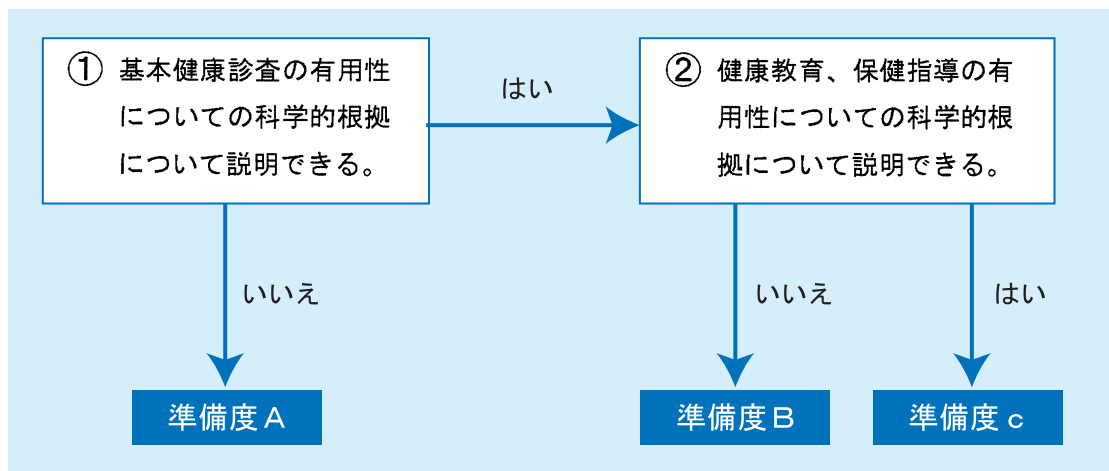 ① 基本健康診査の有用性
についての科学的根拠
について説明できる。
はい
② 健康教育、保健指導の有
用性についての科学的根
拠について説明できる。
いいえ
いいえ
はい
準備度A
準備度B
準備度c